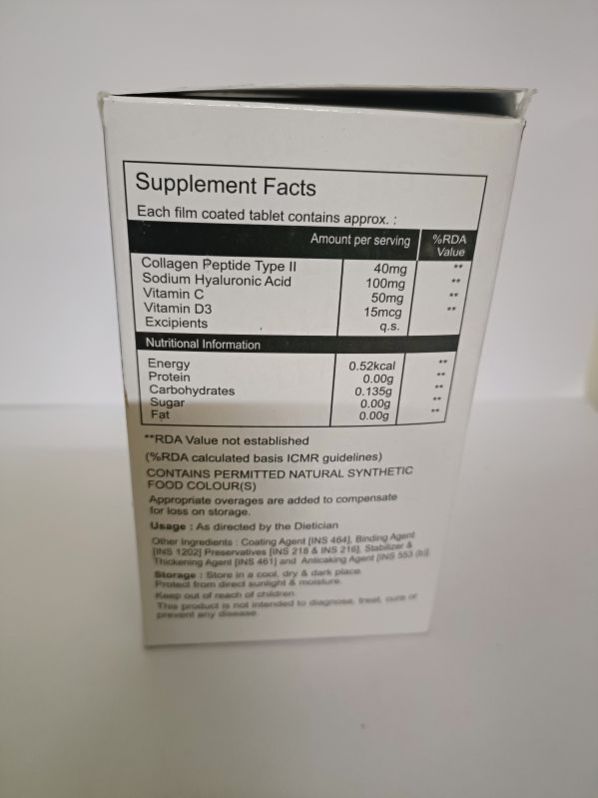 Supplement Facts
Each film coated tablet contains approx. :
Amount per serving %RDA Value
Collagen Peptide Type II 40mg **
Sodium Hyaluronic Acid 100mg **
Vitamin C 50mg **
Vitamin D3 15mcg **
Excipients q.s.
Nutritional Information
Energy 0.52kcal **
Protein 0.00g **
Carbohydrates 0.135g **
Sugar 0.00g **
Fat 0.00g **
**RDA Value not established
(%RDA calculated basis ICMR guidelines)
CONTAINS PERMITTED NATURAL SYNTHETIC
FOOD COLOUR(S)
Appropriate overages are added to compensate
for loss on storage.
Usage : As directed by the Dietician
Other Ingredients : Coating Agent [INS 464], Binding Agent
[INS 1202] Preservatives [INS 218 & INS 216], Stabilizer &
Thickening Agent [INS 461] and Anticaking Agent [INS 553
Storage : Store in a cool, dry & dark place.
Protect from direct sunlight & moisture.
Keep out of reach of children.
This product is not intended to diagnose, treat, cure or
prevent any disease